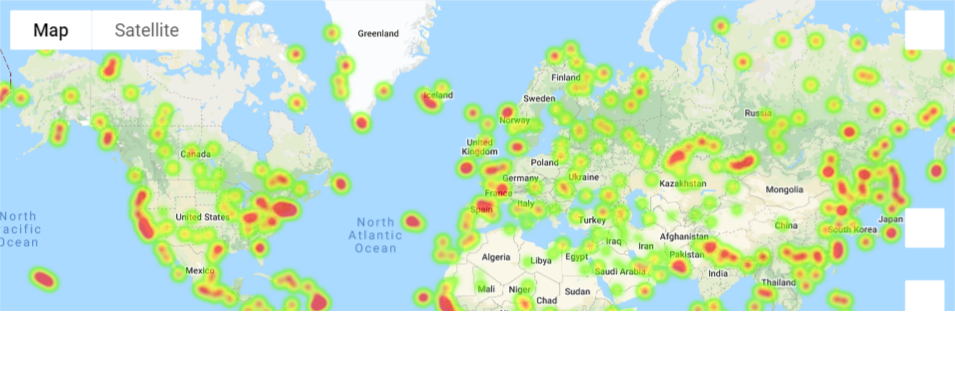 Map Satellite
Greenland
Iceland
Finland
Sweden
Norway
Russia
United
Kingdom
Canada
Poland
Germany
Ukraine
Kazakhstan
Mongolia
France
North
Pacific
Ocean
United States
North
Atlantic
Ocean
Spain
Italy
Turkey
China
Japan
South Korea
Afghanistan
Iraq
Iran
Pakistan
Algeria
Libya
Egypt
Saudi Arabia
Mexico
India
Mali
Niger
Chad
Sudan
Thailand